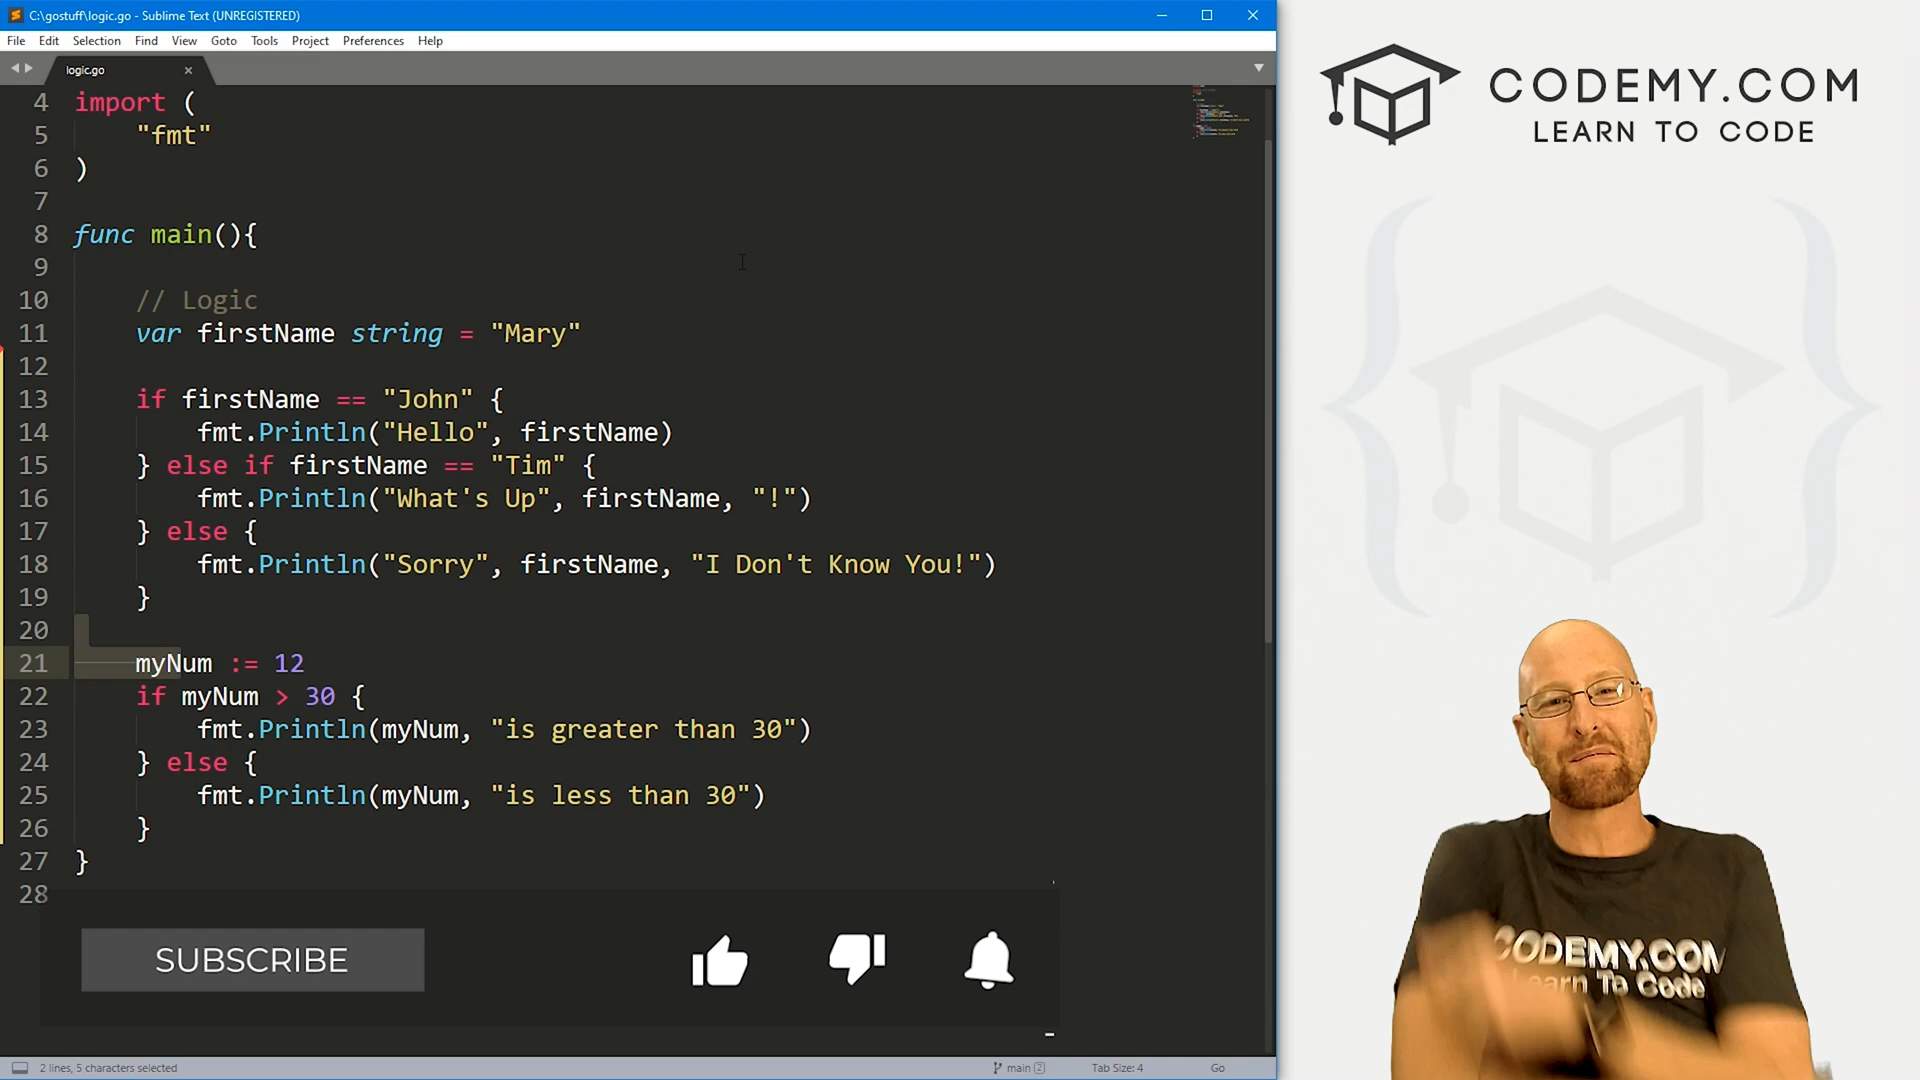 C:\gostuff\logic.go - Sublime Text (UNREGISTERED)
File Edit Selection Find View Goto Tools Project Preferences Help
logic.go
4 import (
5 "fmt"
6 )
7
8 func main(){
9
10 // Logic
11 var firstName string = "Mary"
12
13 if firstName == "John" {
14 fmt.Println("Hello", firstName)
15 } else if firstName == "Tim" {
16 fmt.Println("What's Up", firstName, "!")
17 } else {
18 fmt.Println("Sorry", firstName, "I Don't Know You!")
19 }
20
21 myNum := 12
22 if myNum > 30 {
23 fmt.Println(myNum, "is greater than 30")
24 } else {
25 fmt.Println(myNum, "is less than 30")
26 }
27 }
28
SUBSCRIBE
2 lines, 5 characters selected
main 2
Tab Size: 4
Go
CODEMY.COM
LEARN TO CODE
CODEMY.COM
Learn To Code